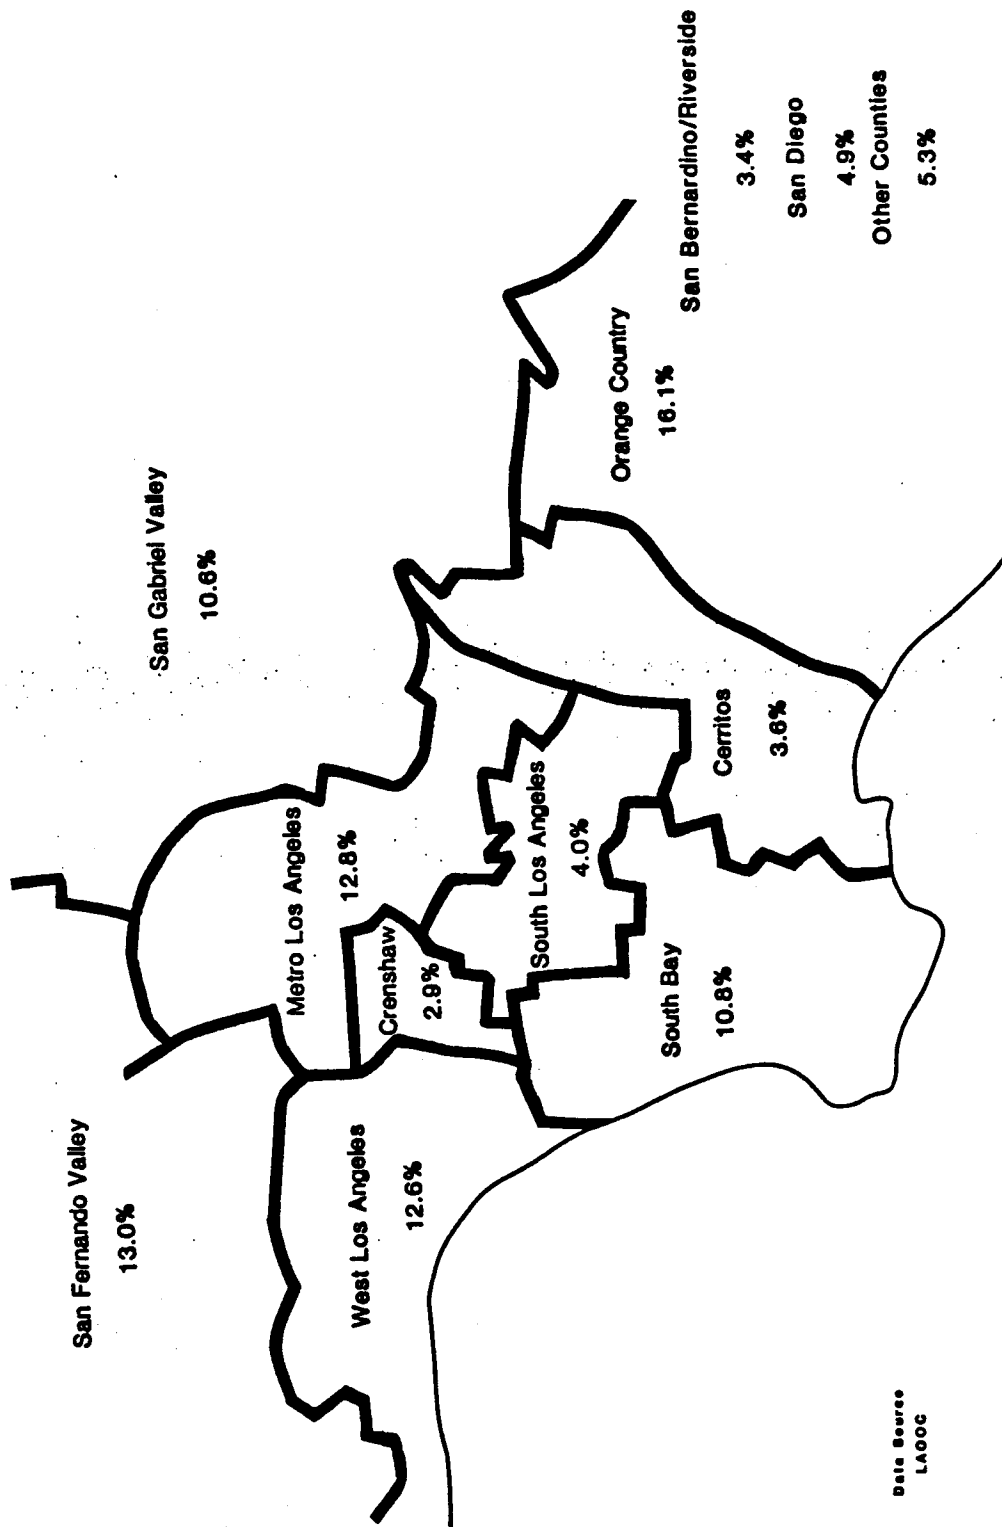 San Fernando Valley
13.0%
San Gabriel Valley
10.6%
Metro Los Angeles
12.8%
West Los Angeles
12.6%
Crenshaw
2.9%
South Los Angeles
4.0%
Orange Country
16.1%
South Bay
10.8%
Cerritos
3.6%
San Bernardino/Riverside
3.4%
San Diego
4.9%
Other Counties
5.3%
Data Source
LAOOC